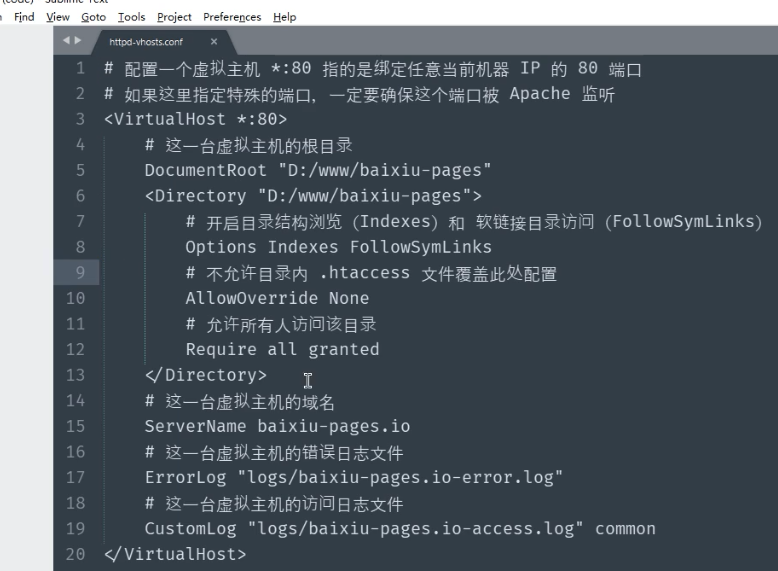 Find View Goto Tools Project Preferences Help
httpd-vhosts.conf ×
1 # 配置一个虚拟主机 *:80 指的是绑定任意当前机器 IP 的 80 端口
2 # 如果这里指定特殊的端口，一定要确保这个端口被 Apache 监听
3 <VirtualHost *:80>
4 # 这一台虚拟主机的根目录
5 DocumentRoot "D:/www/baixiu-pages"
6 <Directory "D:/www/baixiu-pages">
7 # 开启目录结构浏览（Indexes）和 软链接目录访问（FollowSymLinks）
8 Options Indexes FollowSymLinks
9 # 不允许目录内 .htaccess 文件覆盖此处配置
10 AllowOverride None
11 # 允许所有人访问该目录
12 Require all granted
13 </Directory>
14 # 这一台虚拟主机的域名
15 ServerName baixiu-pages.io
16 # 这一台虚拟主机的错误日志文件
17 ErrorLog "logs/baixiu-pages.io-error.log"
18 # 这一台虚拟主机的访问日志文件
19 CustomLog "logs/baixiu-pages.io-access.log" common
20 </VirtualHost>